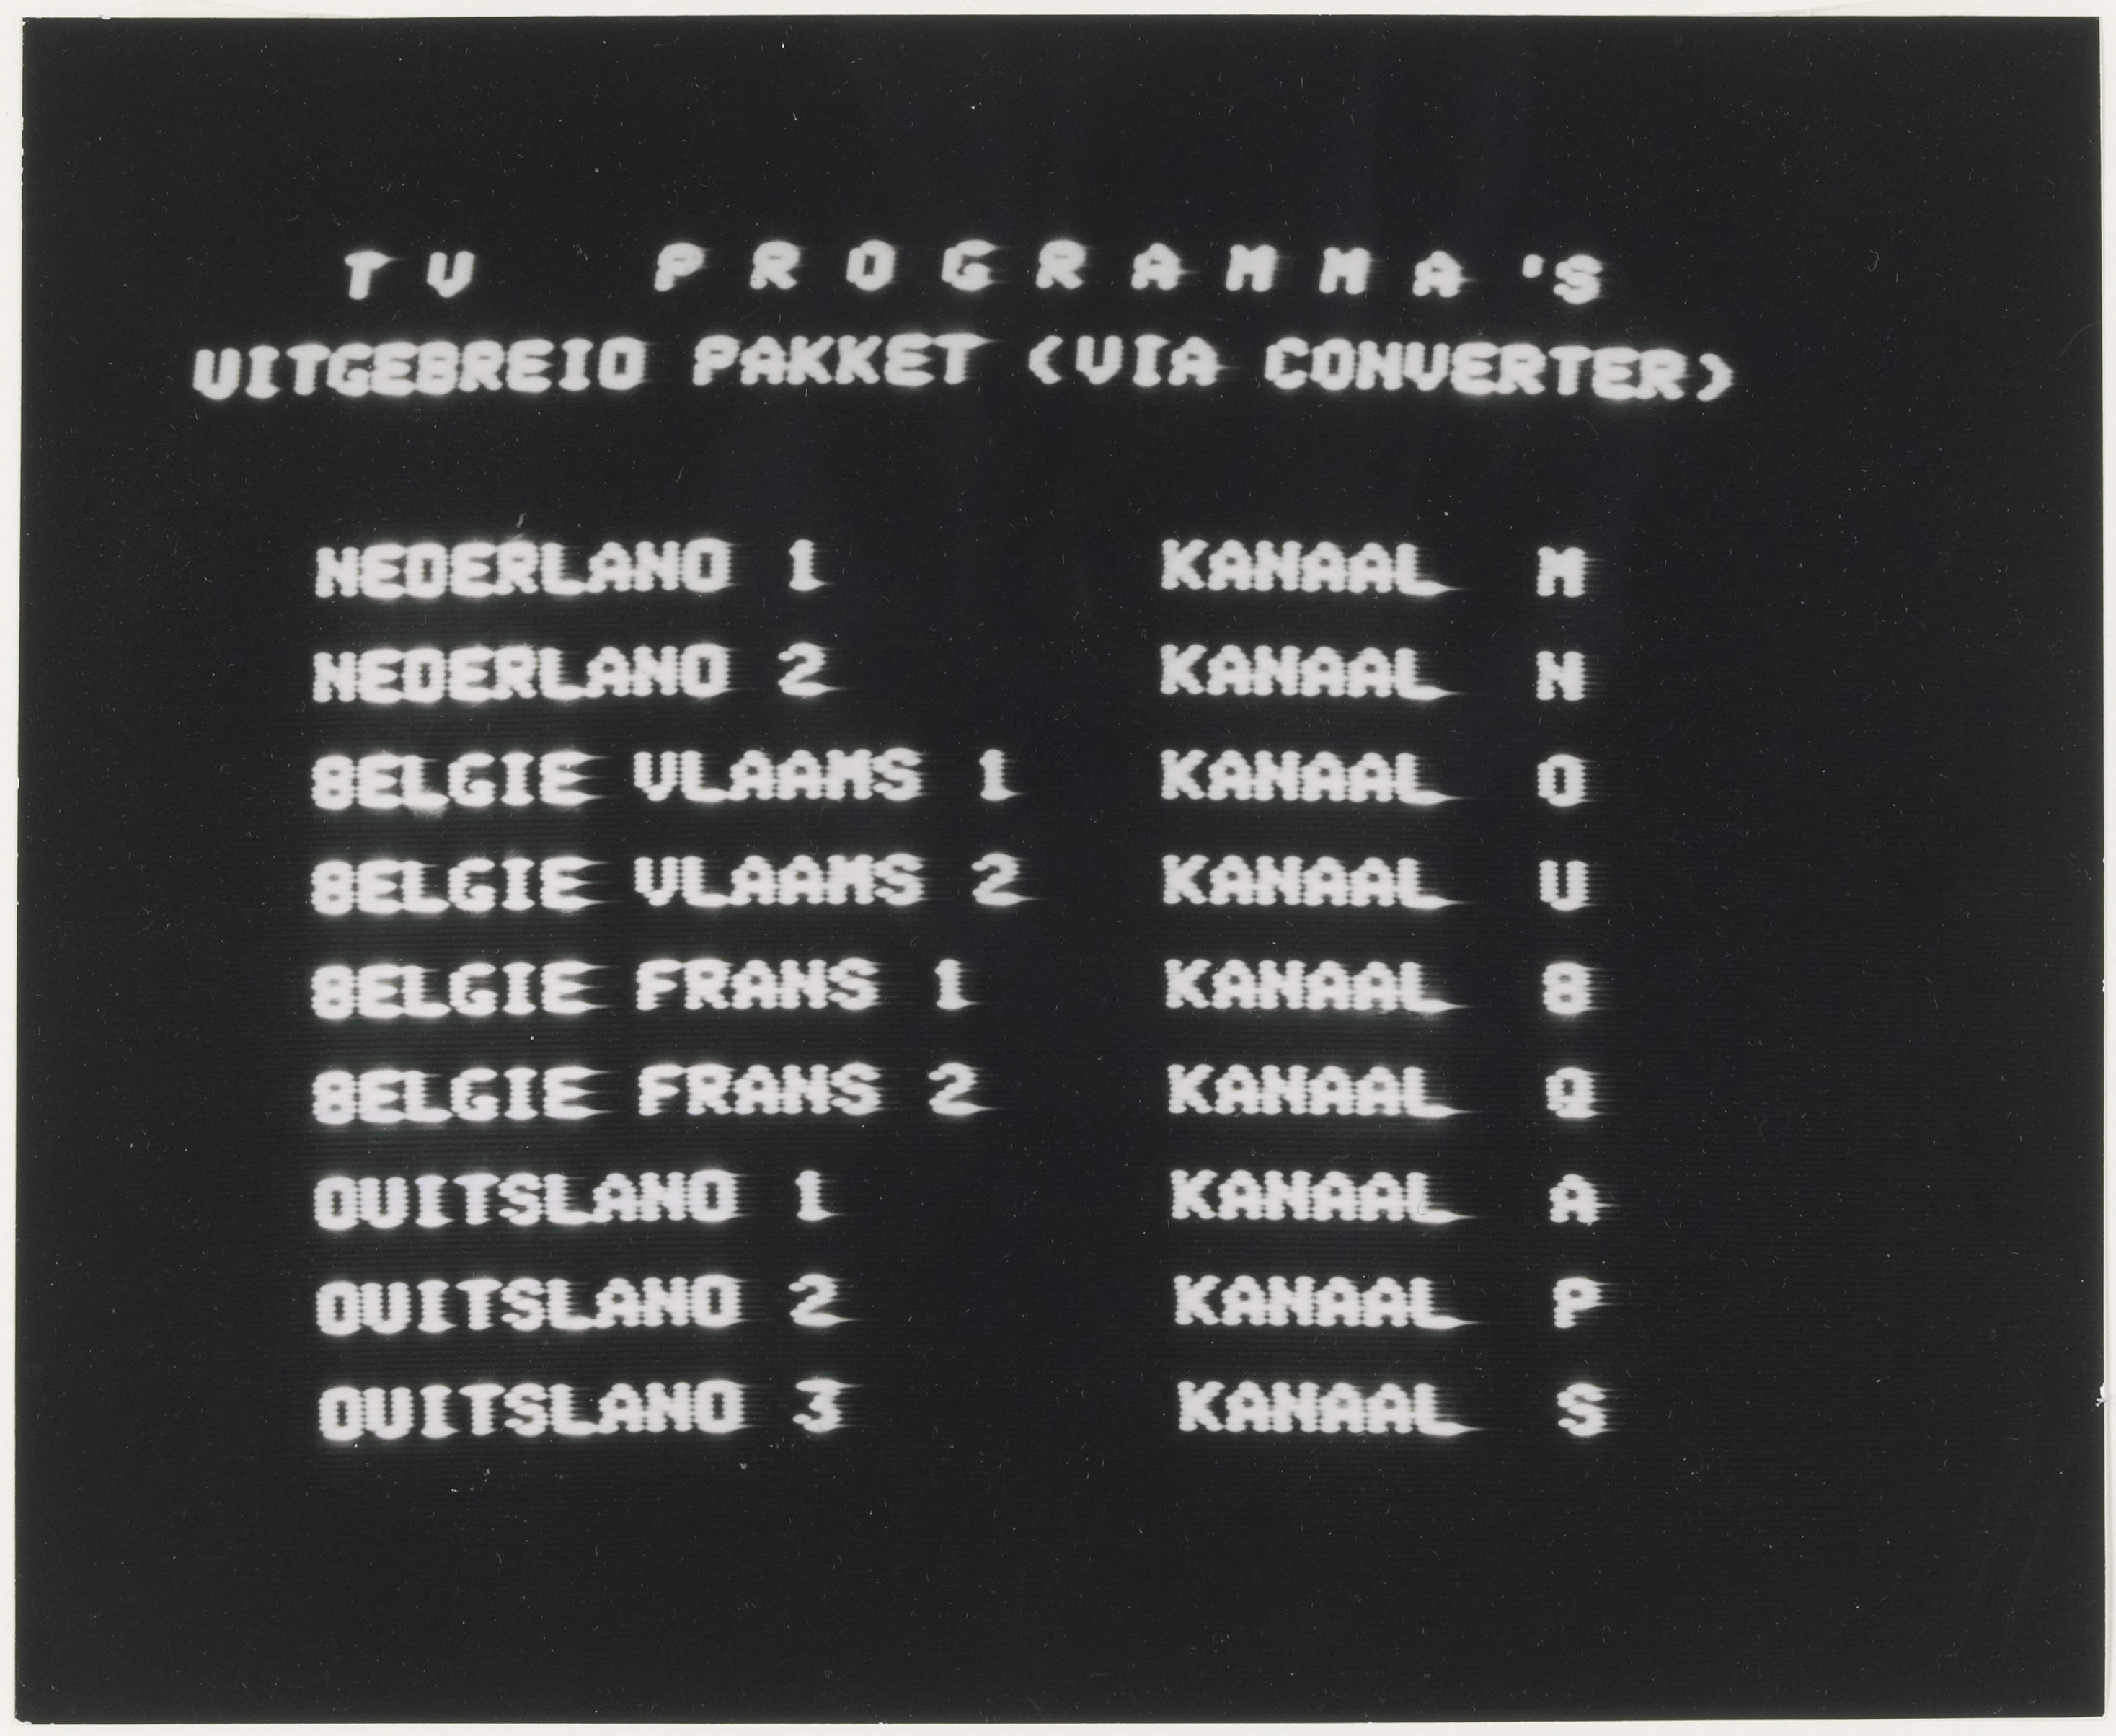 TV PROGRAMMA'S
UITGEBREID PAKKET (VIA CONVERTER)
NEDERLAND 1 KANAAL M
NEDERLAND 2 KANAAL N
BELGIE VLAAMS 1 KANAAL O
BELGIE VLAAMS 2 KANAAL U
BELGIE FRANS 1 KANAAL B
BELGIE FRANS 2 KANAAL Q
DUITSLAND 1 KANAAL A
DUITSLAND 2 KANAAL P
DUITSLAND 3 KANAAL S